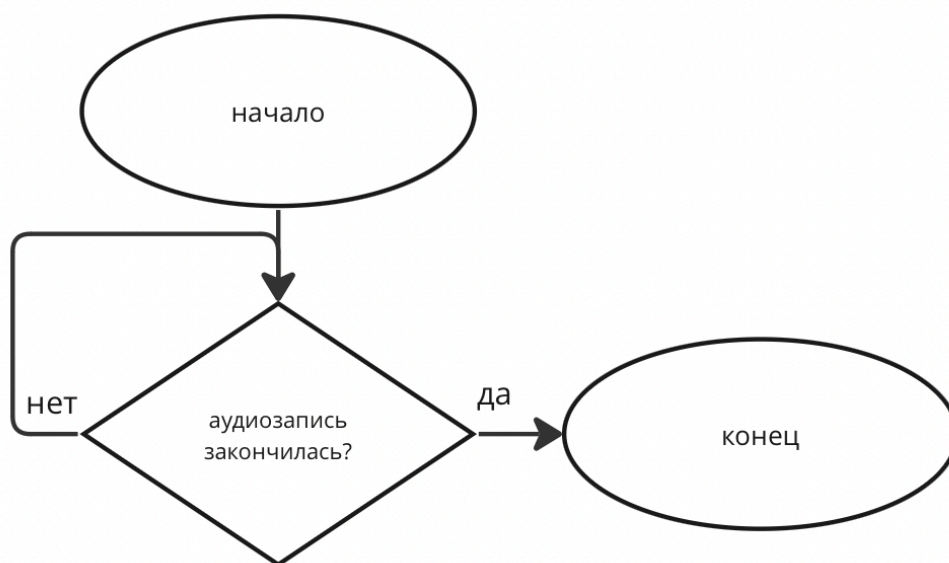 начало
нет
да
аудиозапись
закончилась?
конец